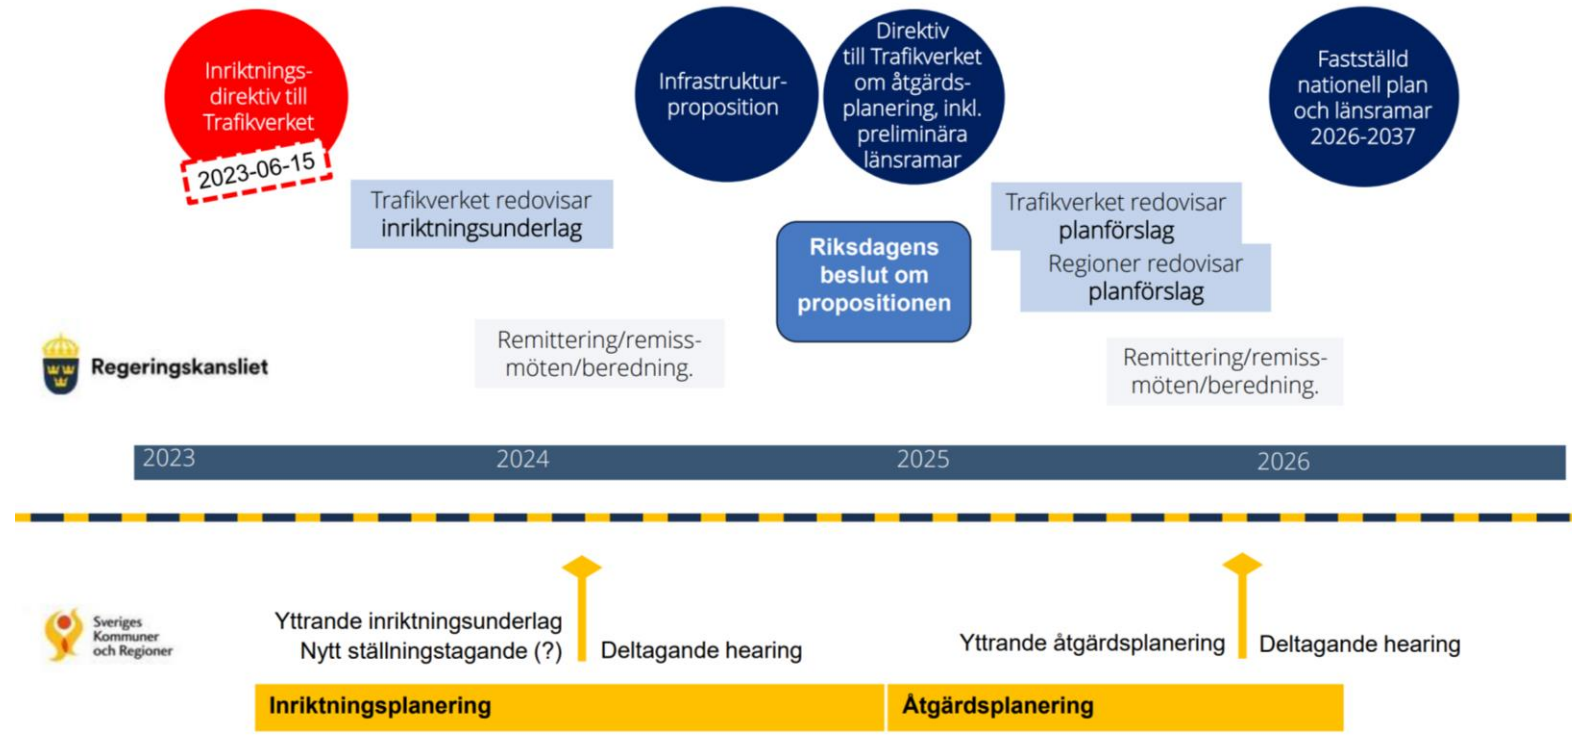 Inriktnings-
direktiv till
Trafikverket
2023-06-15
Infrastruktur-
proposition
Direktiv
till Trafikverket
om åtgärds-
planering, inkl.
preliminära
länsramar
Fastställd
nationell plan
och länsramar
2026-2037
Trafikverket redovisar
inriktningsunderlag
Riksdagens
beslut om
propositionen
Trafikverket redovisar
planförslag
Regioner redovisar
planförslag
Remittering/remiss-
möten/beredning.
Remittering/remiss-
möten/beredning.
Regeringskansliet
2023
2024
2025
2026
Sveriges
Kommuner
och Regioner
Yttrande inriktningsunderlag
Nytt ställningstagande (?)
Deltagande hearing
Yttrande åtgärdsplanering
Deltagande hearing
Inriktningsplanering
Åtgärdsplanering